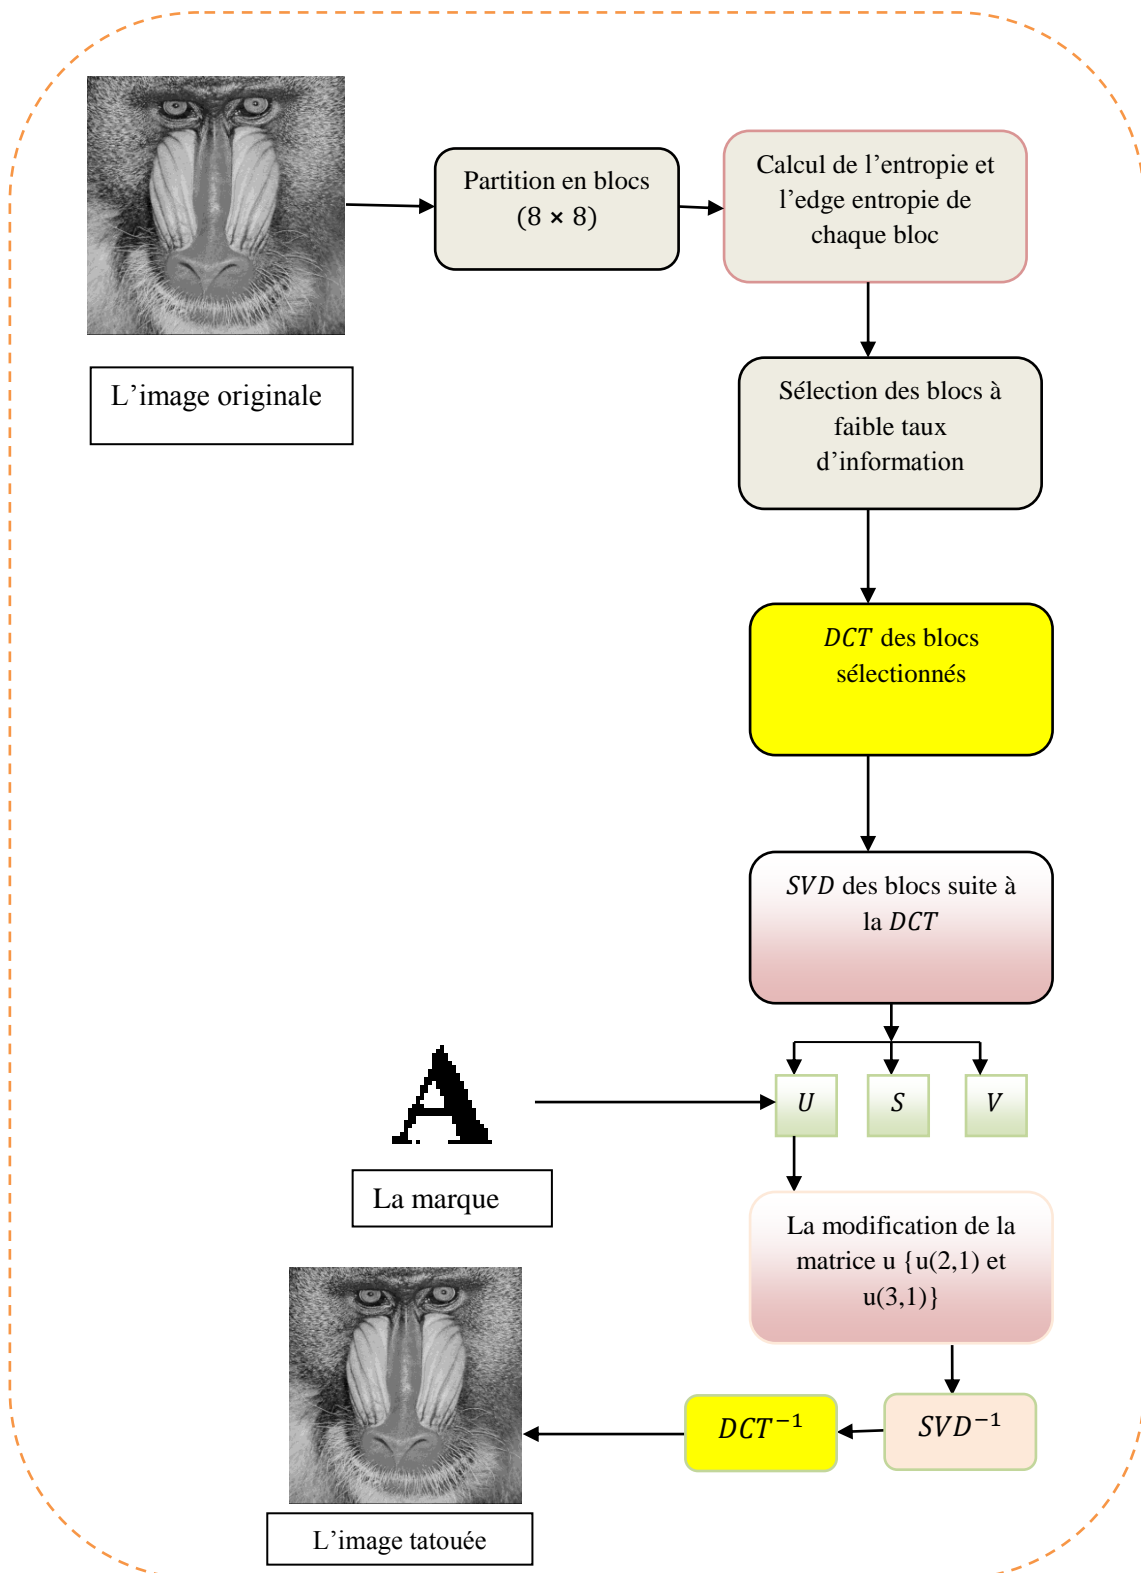 Partition en blocs
(8 × 8)
Calcul de l’entropie et
l’edge entropie de
chaque bloc
L’image originale
Sélection des blocs à
faible taux
d’information
DCT des blocs
sélectionnés
SVD des blocs suite à
la DCT
A
U
S
V
La marque
La modification de la
matrice u {u(2,1) et
u(3,1)}
SVD⁻¹
DCT⁻¹
L’image tatouée